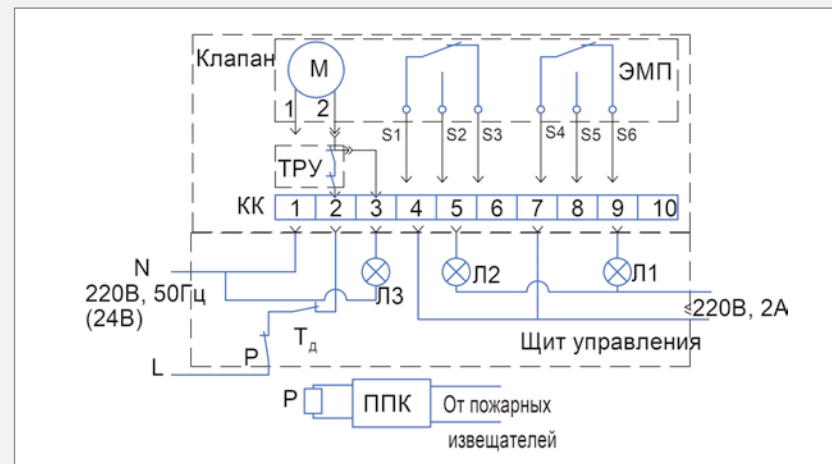 Клапан
М
ЭМП
1 2
S1 S2 S3 S4 S5 S6
ТРУ
КК 1 2 3 4 5 6 7 8 9 10
N
220В, 50Гц
(24В)
Л3
Л2
Л1
≤220В, 2А
Tд
Р
Щит управления
L
Р
ППК
От пожарных
извещателей